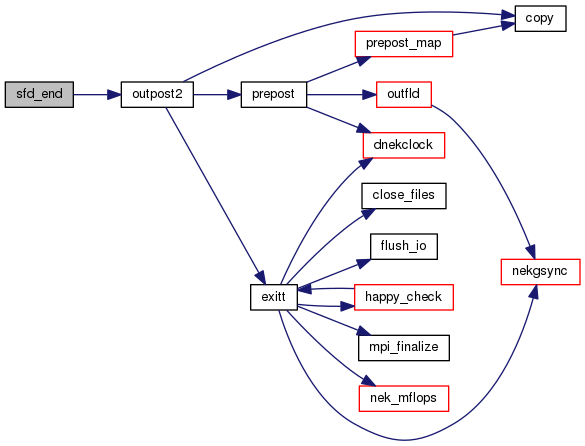 copy
prepost_map
sfd_end
outpost2
prepost
outfld
dnekclock
close_files
flush_io
nekgsync
exitt
happy_check
mpi_finalize
nek_mflops